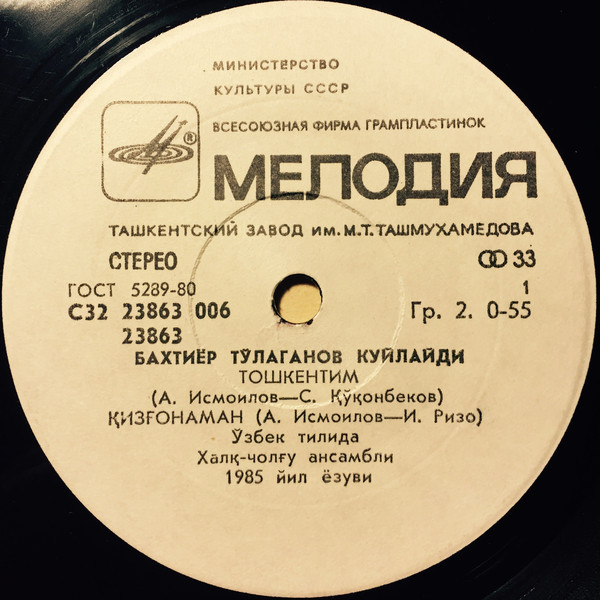 МИНИСТЕРСТВО
КУЛЬТУРЫ СССР
ВСЕСОЮЗНАЯ ФИРМА ГРАМПЛАСТИНОК
®
МЕЛОДИЯ
ТАШКЕНТСКИЙ ЗАВОД им. М.Т. ТАШМУХАМЕДОВА
СТЕРЕО 33
ГОСТ 5289-80 1
С32 23863 006 Гр. 2. 0-55
23863
БАХТИЁР ТЎЛАГАНОВ КУЙЛАЙДИ
ТОШКЕНТИМ
(А. Исмоилов—С. Қўқонбеков)
ҚИЗҒОНАМАН (А. Исмоилов—И. Ризо)
Ўзбек тилида
Халқ-чолғу ансамбли
1985 йил ёзуви